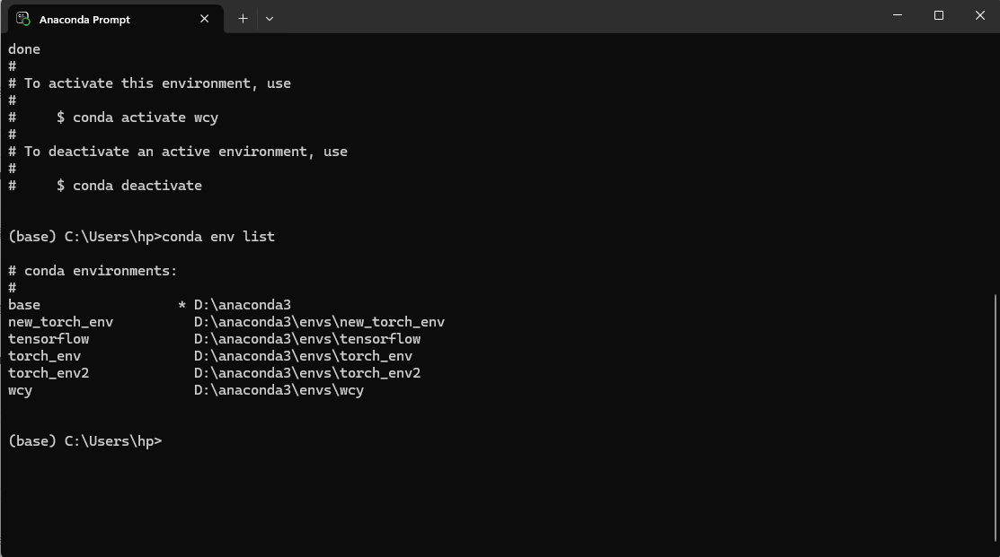 Anaconda Prompt
done
#
# To activate this environment, use
#
#     $ conda activate wcy
#
# To deactivate an active environment, use
#
#     $ conda deactivate
(base) C:\Users\hp>conda env list
# conda environments:
#
base                 * D:\anaconda3
new_torch_env          D:\anaconda3\envs\new_torch_env
tensorflow             D:\anaconda3\envs\tensorflow
torch_env              D:\anaconda3\envs\torch_env
torch_env2             D:\anaconda3\envs\torch_env2
wcy                    D:\anaconda3\envs\wcy
(base) C:\Users\hp>